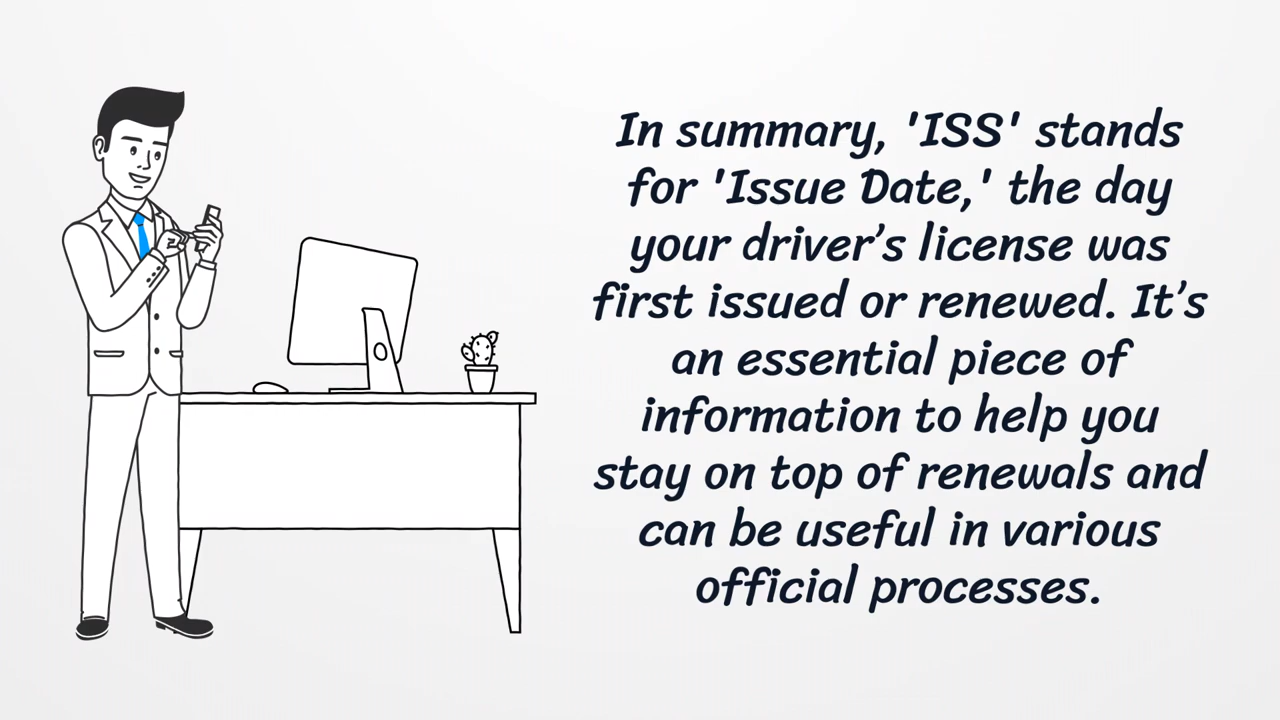 In summary, 'ISS' stands
for 'Issue Date,' the day
your driver’s license was
first issued or renewed. It’s
an essential piece of
information to help you
stay on top of renewals and
can be useful in various
official processes.